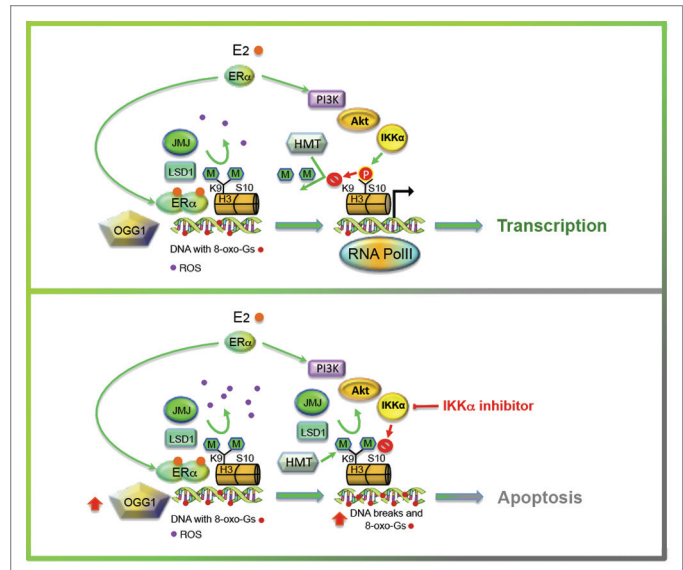 E2
ERα
PI3K
Akt
IKKα
JMJ
HMT
LSD1
M M
M M
P
K9 S10
K9 S10
ERα
H3
H3
OGG1
DNA with 8-oxo-Gs
ROS
RNA PolII
Transcription
E2
ERα
PI3K
Akt
IKKα
IKKα inhibitor
JMJ
JMJ
LSD1
LSD1
M M
M M
HMT
K9 S10
K9 S10
ERα
H3
H3
OGG1
DNA with 8-oxo-Gs
ROS
DNA breaks and
8-oxo-Gs
Apoptosis